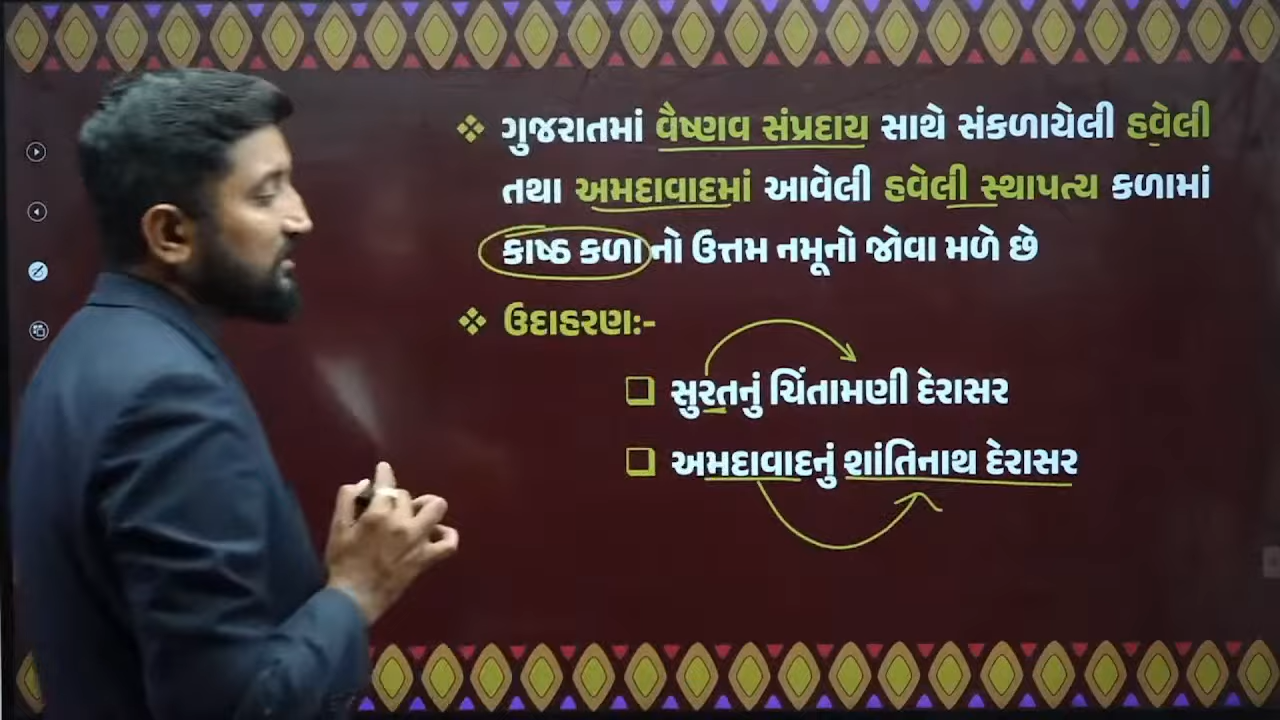 ❖ ગુજરાતમાં વૈષ્ણવ સંપ્રદાય સાથે સંકળાયેલી હવેલી
તથા અમદાવાદમાં આવેલી હવેલી સ્થાપત્ય કળામાં
કાષ્ઠ કળા નો ઉત્તમ નમૂનો જોવા મળે છે
❖ ઉદાહરણ:-
❑ સુરતનું ચિંતામણી દેરાસર
❑ અમદાવાદનું શાંતિનાથ દેરાસર